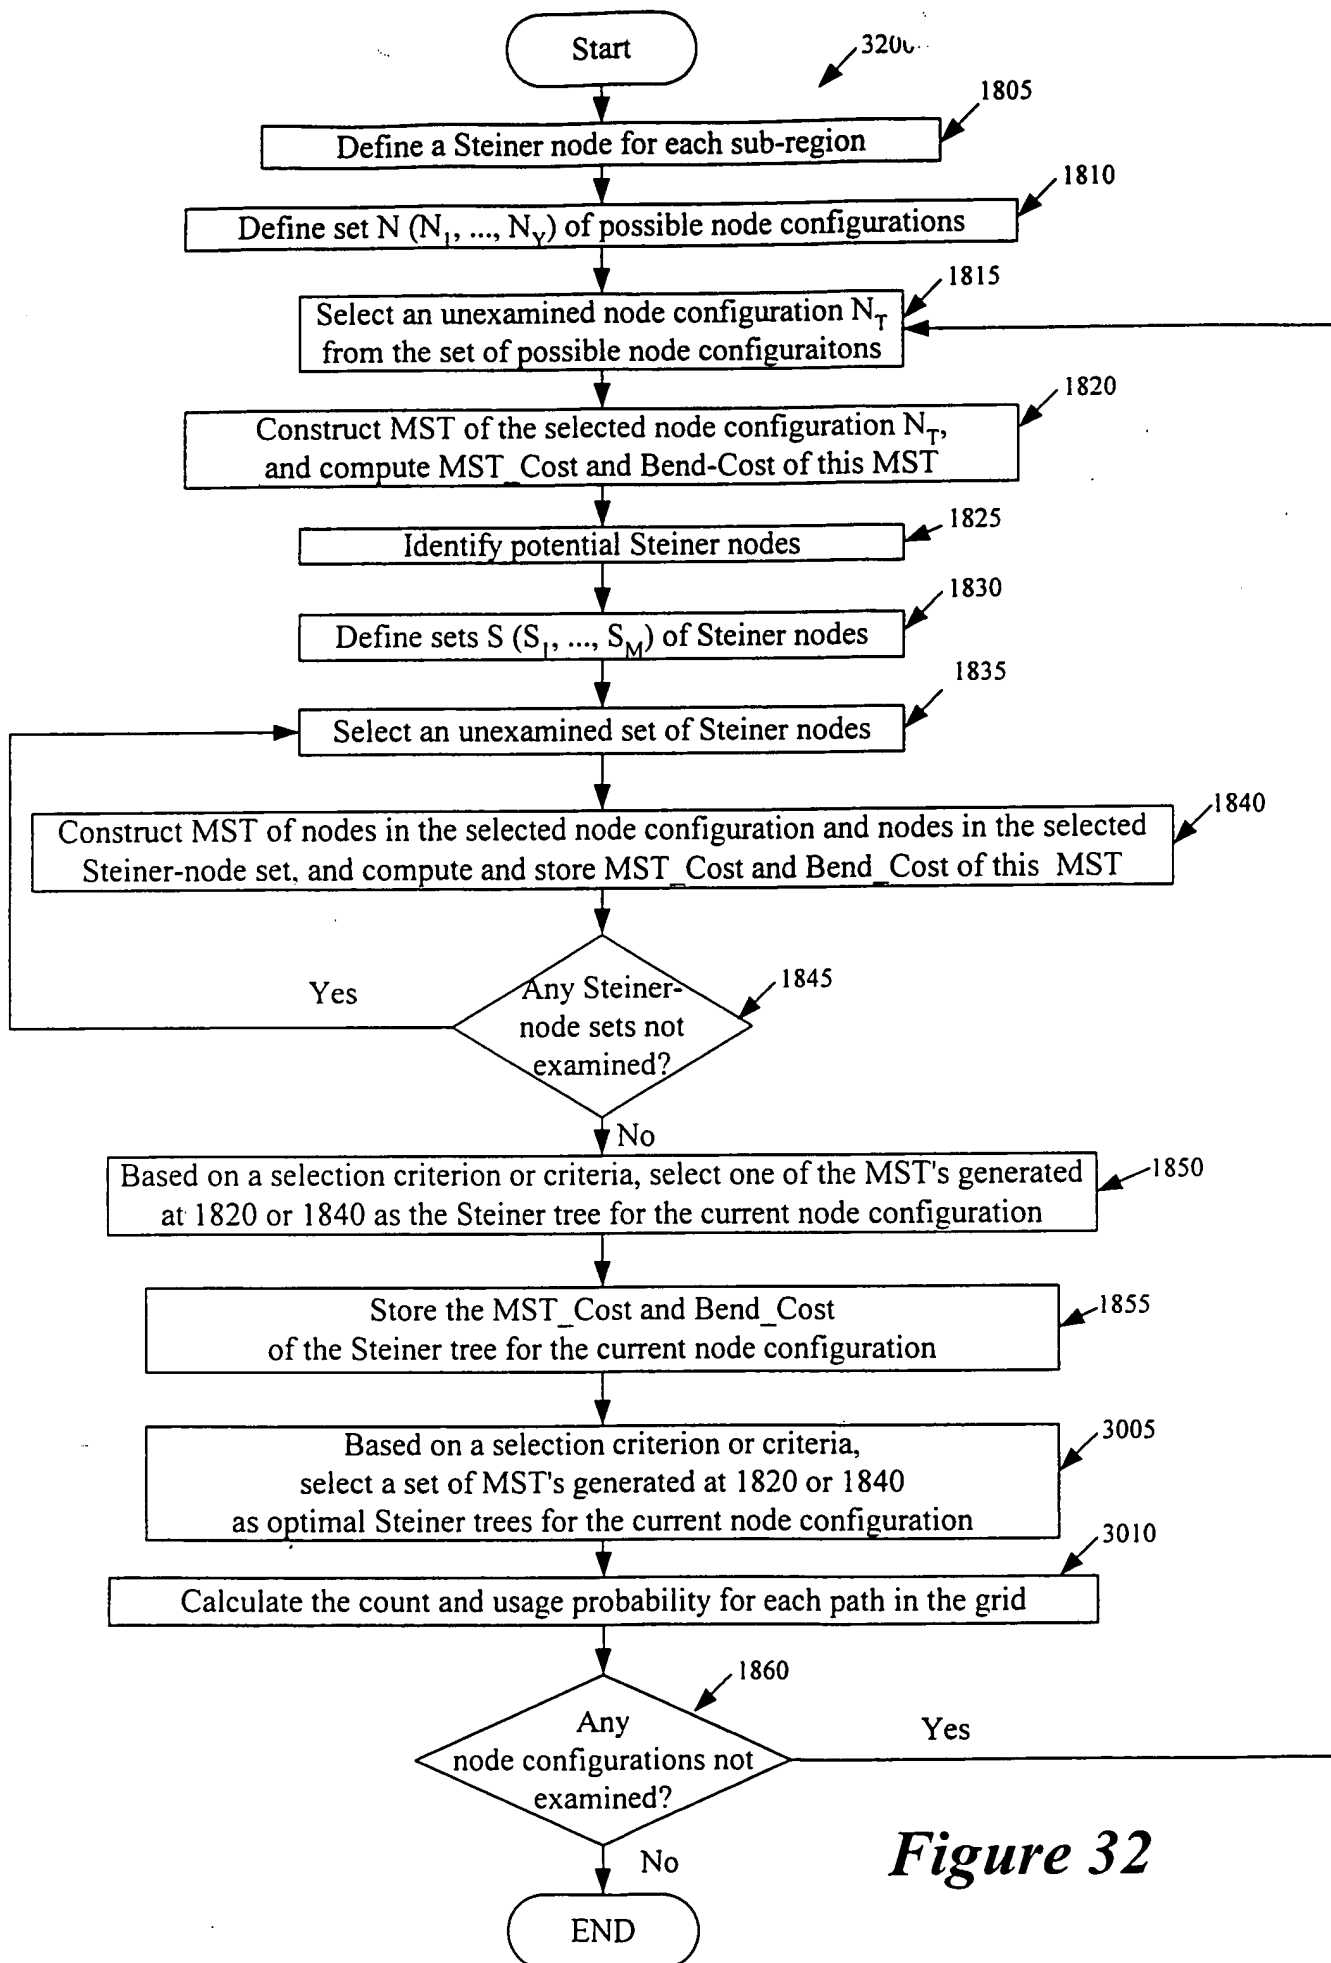 Start
1805
Define a Steiner node for each sub-region
1810
Define set N (N1, ..., NY) of possible node configurations
1815
Select an unexamined node configuration NT
from the set of possible node configuraitons
1820
Construct MST of the selected node configuration NT,
and compute MST_Cost and Bend-Cost of this MST
1825
Identify potential Steiner nodes
1830
Define sets S (S1, ..., SM) of Steiner nodes
1835
Select an unexamined set of Steiner nodes
1840
Construct MST of nodes in the selected node configuration and nodes in the selected
Steiner-node set, and compute and store MST_Cost and Bend_Cost of this MST
Yes
1845
Any Steiner-
node sets not
examined?
No
Based on a selection criterion or criteria, select one of the MST's generated
at 1820 or 1840 as the Steiner tree for the current node configuration
1850
Store the MST_Cost and Bend_Cost
of the Steiner tree for the current node configuration
1855
Based on a selection criterion or criteria,
select a set of MST's generated at 1820 or 1840
as optimal Steiner trees for the current node configuration
3005
3010
Calculate the count and usage probability for each path in the grid
1860
Any
node configurations not
examined?
Yes
No
END
Figure 32